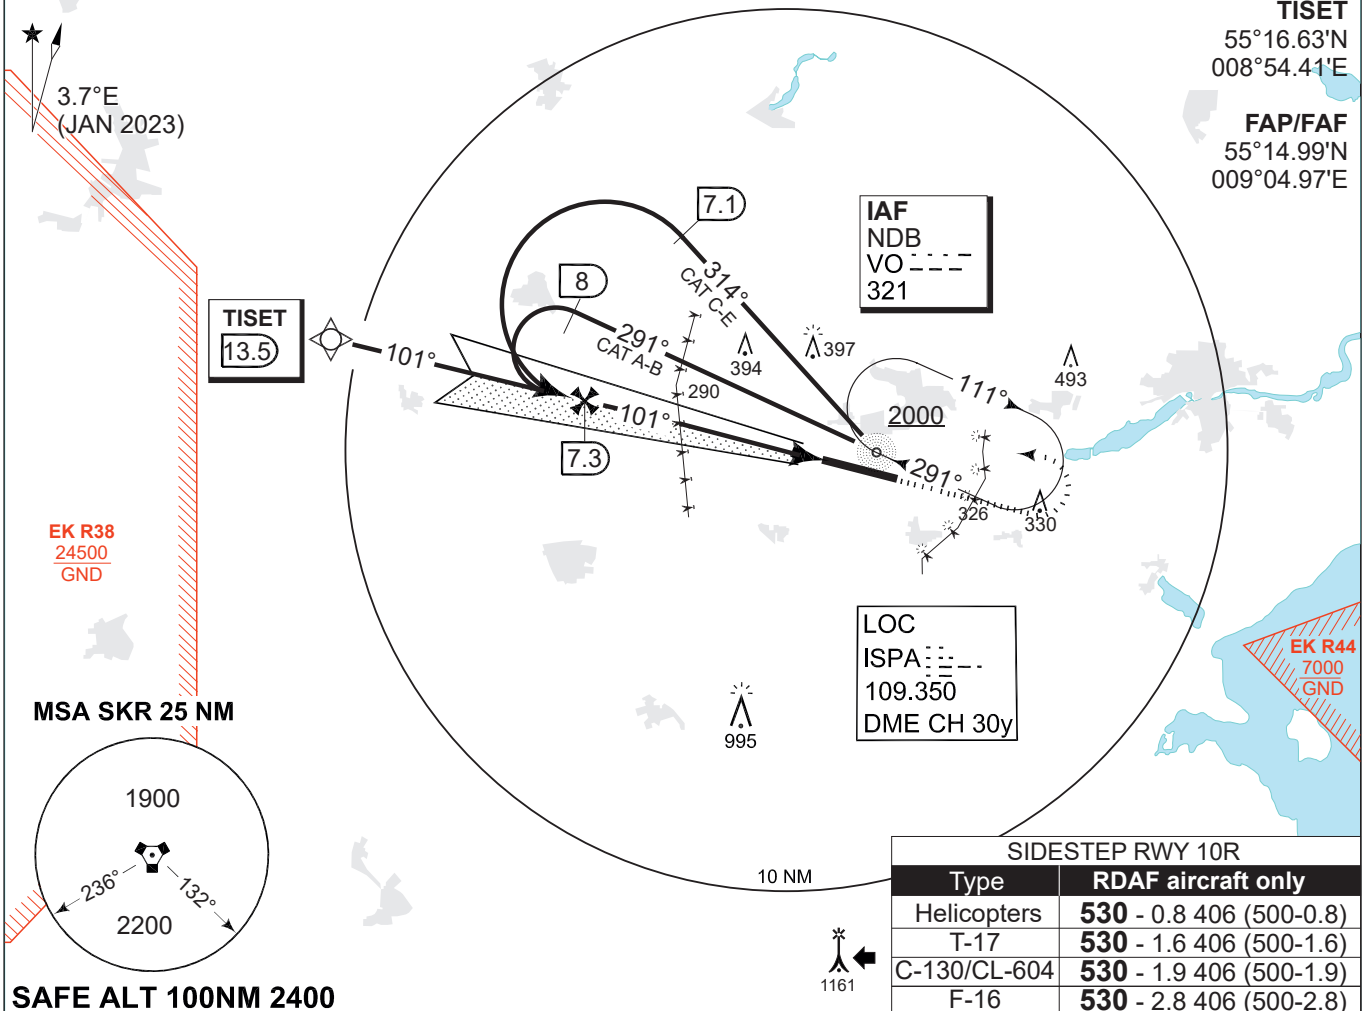 TISET
55°16.63'N
008°54.41'E
FAP/FAF
55°14.99'N
009°04.97'E
3.7°E
(JAN 2023)
7.1
IAF
NDB
VO
321
314°
CAT C-E
8
291°
CAT A-B
TISET
13.5
101°
394
397
493
290
111°
2000
101°
7.3
291°
326
330
EK R38
24500
GND
LOC
ISPA
109.350
DME CH 30y
EK R44
7000
GND
995
MSA SKR 25 NM
1900
236°
132°
2200
10 NM
1161
SAFE ALT 100NM 2400
SIDESTEP RWY 10R
Type RDAF aircraft only
Helicopters 530 - 0.8 406 (500-0.8)
T-17 530 - 1.6 406 (500-1.6)
C-130/CL-604 530 - 1.9 406 (500-1.9)
F-16 530 - 2.8 406 (500-2.8)